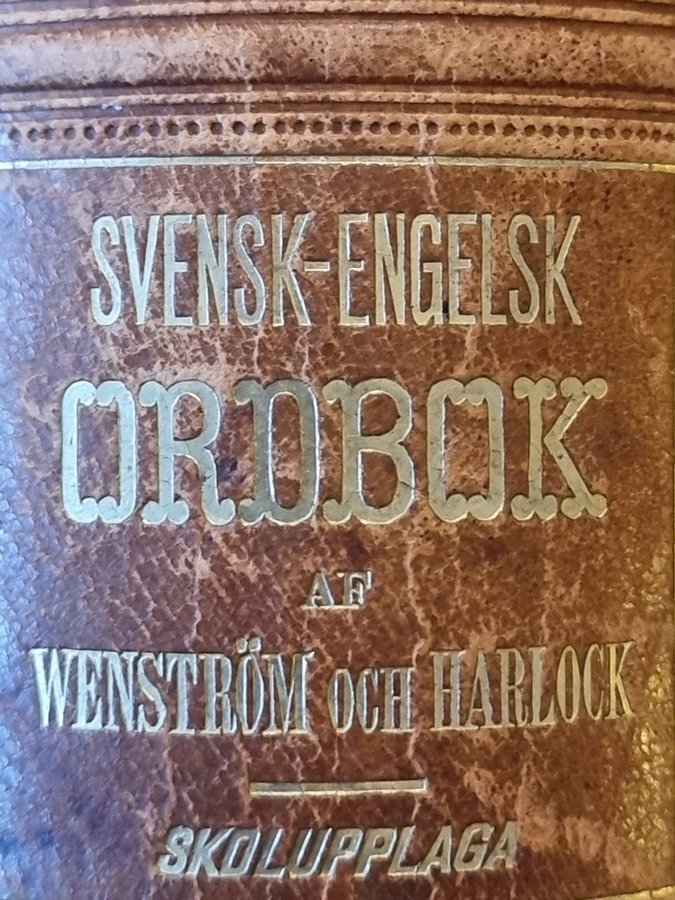 SVENSK-ENGELSK
ORDBOK
AF
WENSTRÖM OCH HARLOCK
SKOLUPPLAGA